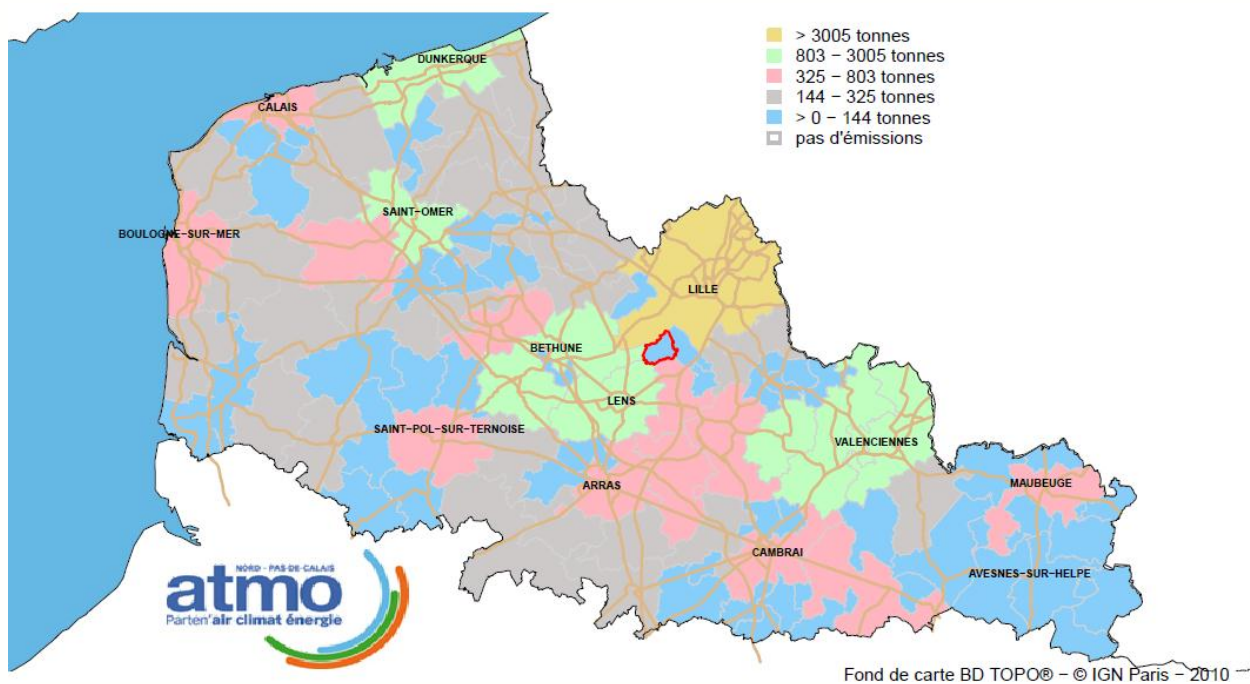 > 3005 tonnes
803 − 3005 tonnes
325 − 803 tonnes
144 − 325 tonnes
> 0 − 144 tonnes
pas d'émissions
DUNKERQUE
CALAIS
SAINT−OMER
BOULOGNE−SUR−MER
LILLE
BETHUNE
LENS
SAINT−POL−SUR−TERNOISE
VALENCIENNES
ARRAS
MAUBEUGE
CAMBRAI
AVESNES−SUR−HELPE
NORD - PAS-DE-CALAIS
atmo
Parten'air climat énergie
Fond de carte BD TOPO® − © IGN Paris − 2010